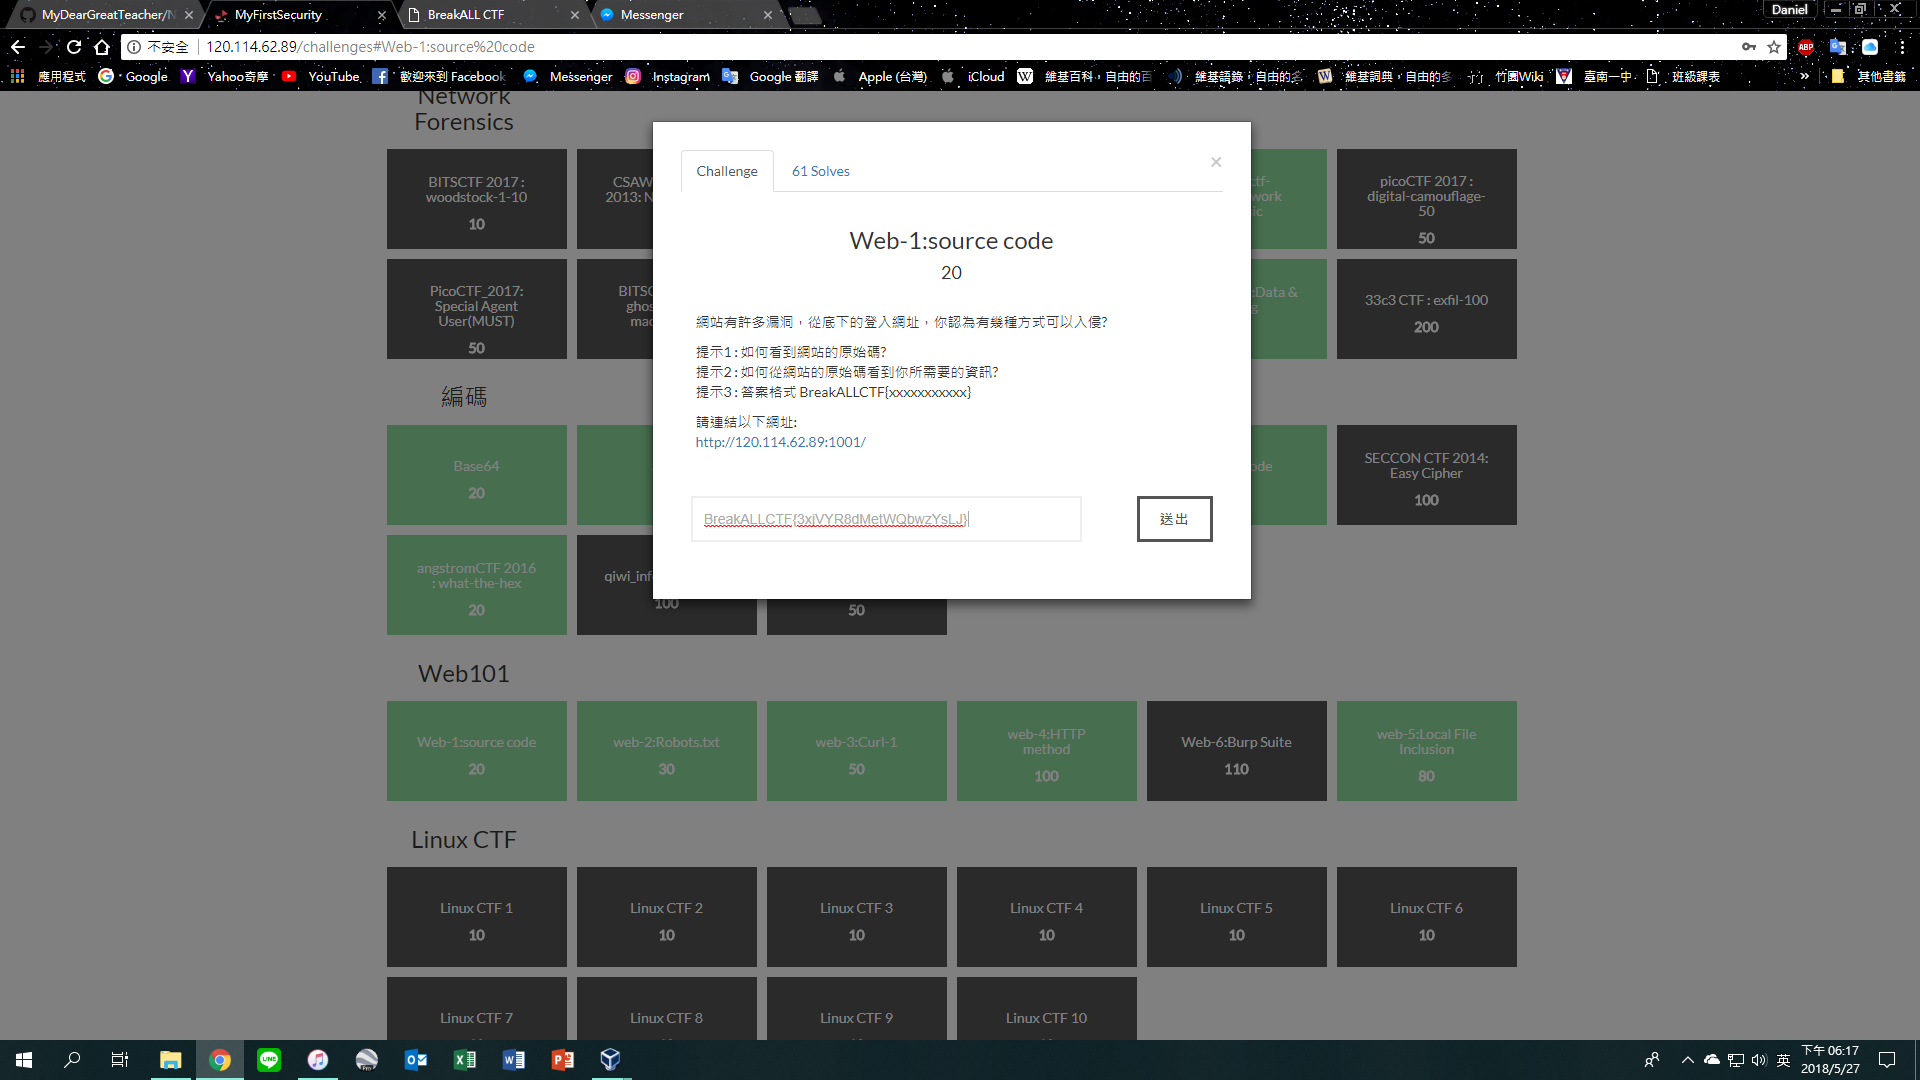 MyDearGreatTeacher/N
MyFirstSecurity
BreakALL CTF
Messenger
Daniel
不安全
120.114.62.89/challenges#Web-1:source%20code
ABP
應用程式
Google
Yahoo奇摩
YouTube
歡迎來到 Facebook
Messenger
Instagram
Google 翻譯
Apple (台灣)
iCloud
維基百科，自由的百
維基語錄，自由的名
維基詞典，自由的多
竹園Wiki
臺南一中
班級課表
»
其他書籤
Network
Forensics
BITSCTF 2017 :
woodstock-1-10
10
CSAW
2013: N
ctf-
work
ic
picoCTF 2017 :
digital-camouflage-
50
50
PicoCTF_2017:
Special Agent
User(MUST)
50
BITSC
ghos
mac
:Data &
g
33c3 CTF : exfil-100
200
Challenge
61 Solves
×
Web-1:source code
20
網站有許多漏洞，從底下的登入網址，你認為有幾種方式可以入侵?
提示1 : 如何看到網站的原始碼?
提示2 : 如何從網站的原始碼看到你所需要的資訊?
提示3 : 答案格式 BreakALLCTF{xxxxxxxxxxx}
請連結以下網址:
http://120.114.62.89:1001/
BreakALLCTF{3xjVYR8dMetWQbwzYsLJ}
送出
編碼
Base64
20
ode
SECCON CTF 2014:
Easy Cipher
100
angstromCTF 2016
: what-the-hex
20
qiwi_inf
100
50
Web101
Web-1:source code
20
web-2:Robots.txt
30
web-3:Curl-1
50
web-4:HTTP
method
100
Web-6:Burp Suite
110
web-5:Local File
Inclusion
80
Linux CTF
Linux CTF 1
10
Linux CTF 2
10
Linux CTF 3
10
Linux CTF 4
10
Linux CTF 5
10
Linux CTF 6
10
Linux CTF 7
Linux CTF 8
Linux CTF 9
Linux CTF 10
英
下午 06:17
2018/5/27